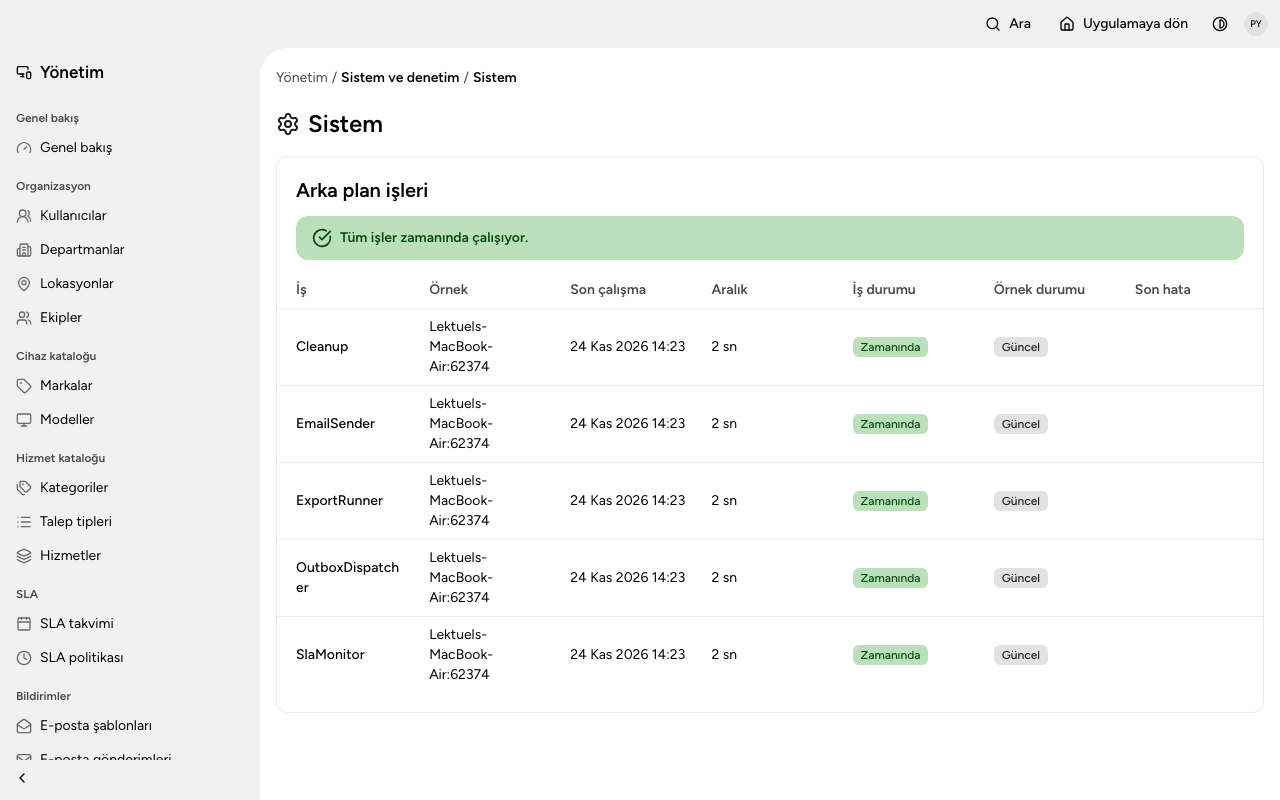 Ara
Uygulamaya dön
PY
Yönetim
Genel bakış
Genel bakış
Organizasyon
Kullanıcılar
Departmanlar
Lokasyonlar
Ekipler
Cihaz kataloğu
Markalar
Modeller
Hizmet kataloğu
Kategoriler
Talep tipleri
Hizmetler
SLA
SLA takvimi
SLA politikası
Bildirimler
E-posta şablonları
E-posta gönderimleri
Yönetim / Sistem ve denetim / Sistem
Sistem
Arka plan işleri
Tüm işler zamanında çalışıyor.
İş Örnek Son çalışma Aralık İş durumu Örnek durumu Son hata
Lektuels-
Cleanup MacBook- 24 Kas 2026 14:23 2 sn Zamanında Güncel
Air:62374
Lektuels-
EmailSender MacBook- 24 Kas 2026 14:23 2 sn Zamanında Güncel
Air:62374
Lektuels-
ExportRunner MacBook- 24 Kas 2026 14:23 2 sn Zamanında Güncel
Air:62374
Lektuels-
OutboxDispatch
MacBook- 24 Kas 2026 14:23 2 sn Zamanında Güncel
er
Air:62374
Lektuels-
SlaMonitor MacBook- 24 Kas 2026 14:23 2 sn Zamanında Güncel
Air:62374